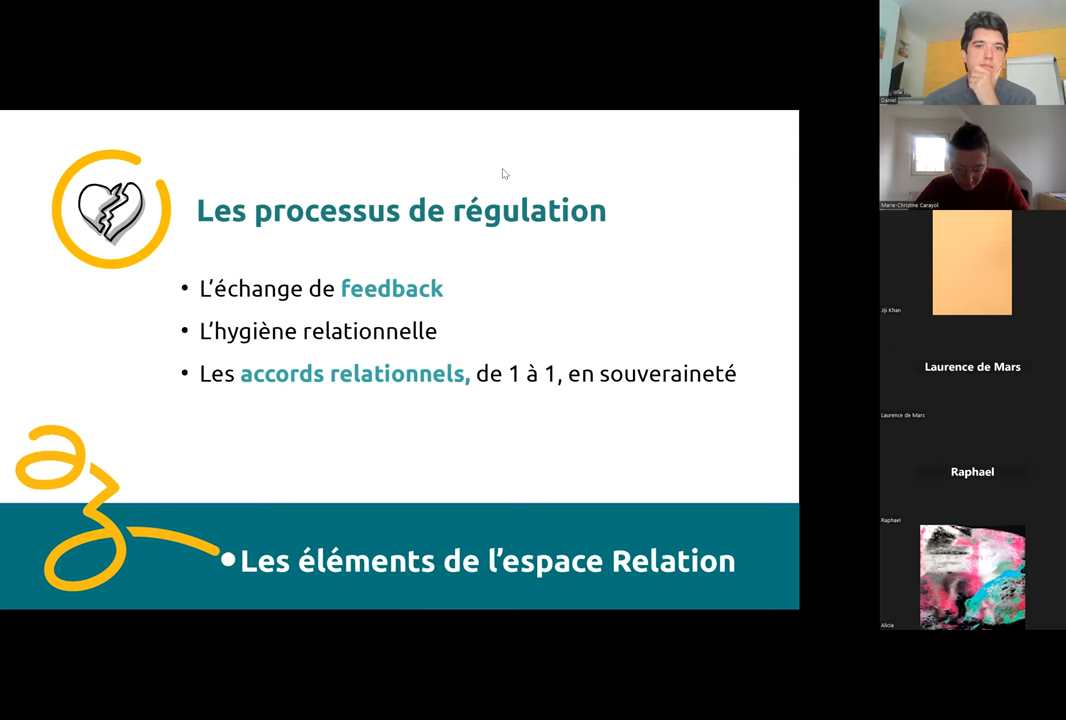 Les processus de régulation
• L’échange de feedback
• L’hygiène relationnelle
• Les accords relationnels, de 1 à 1, en souveraineté
•Les éléments de l’espace Relation
Daniel
Marie-Christine Carayol
Jiji Khan
Laurence de Mars
Laurence de Mars
Raphael
Raphael
Alicia